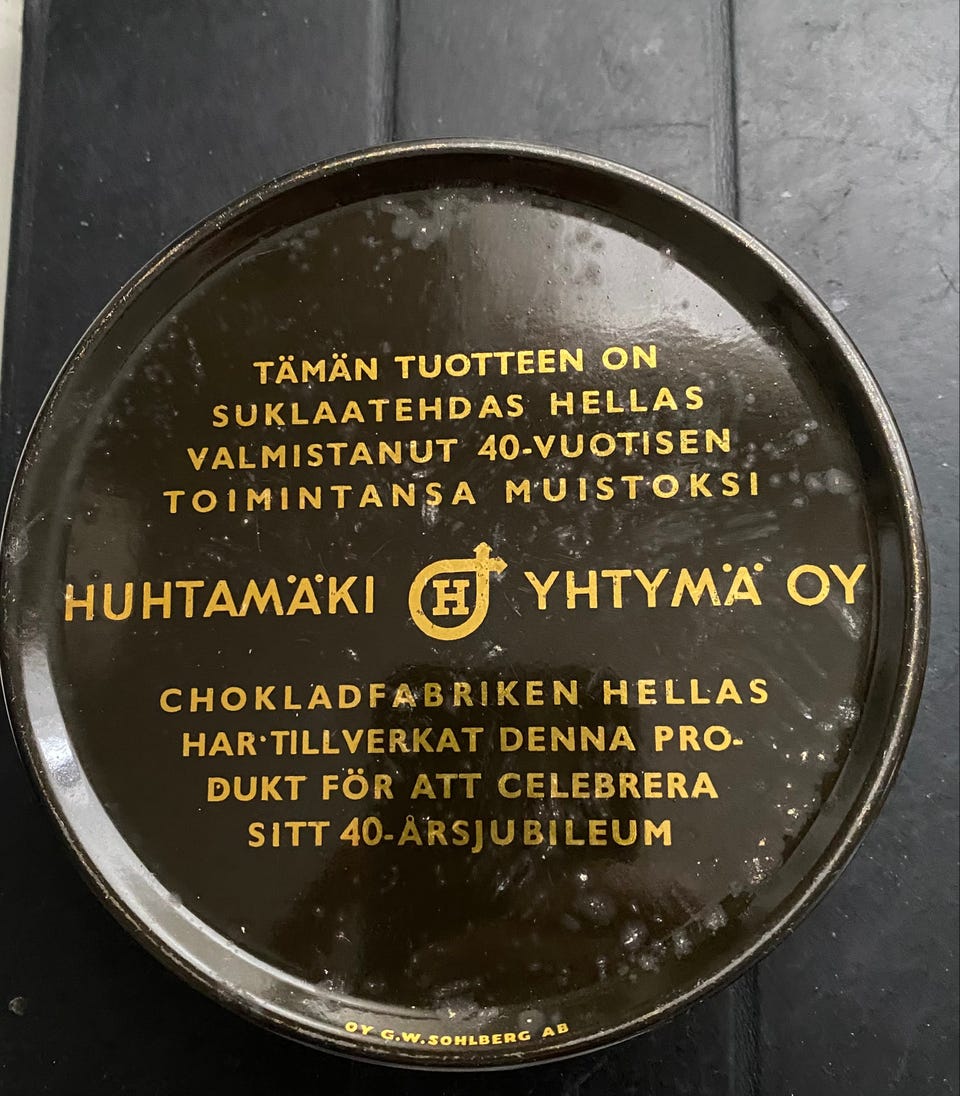 TÄMÄN TUOTTEEN ON
SUKLAATEHDAS HELLAS
VALMISTANUT 40-VUOTISEN
TOIMINTANSA MUISTOKSI
HUHTAMÄKI H YHTYMÄ OY
CHOKLADFABRIKEN HELLAS
HAR TILLVERKAT DENNA PRO-
DUKT FÖR ATT CELEBRERA
SITT 40-ÅRSJUBILEUM
OY G.W.SOHLBERG AB